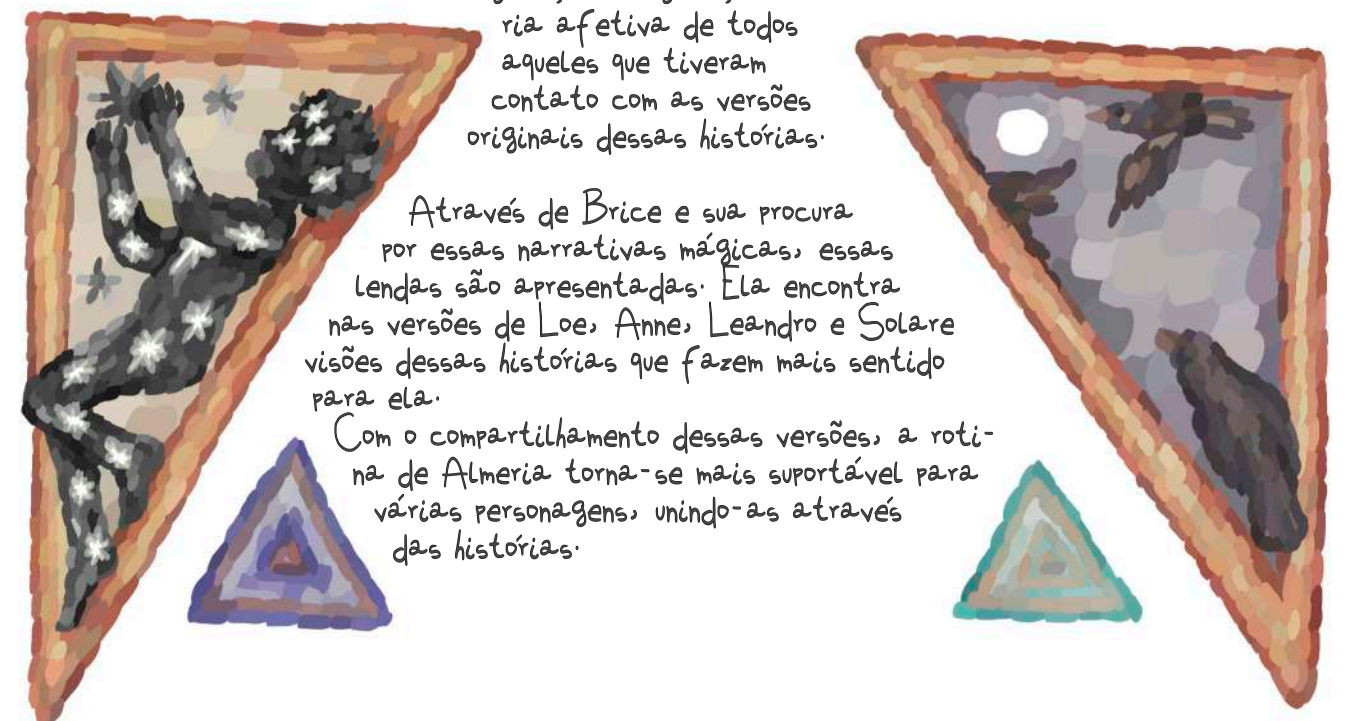 ria afetiva de todos
aqueles que tiveram
contato com as versões
originais dessas histórias.
Através de Brice e sua procura
por essas narrativas mágicas, essas
lendas são apresentadas. Ela encontra
nas versões de Loe, Anne, Leandro e Solare
visões dessas histórias que fazem mais sentido
para ela.
Com o compartilhamento dessas versões, a roti-
na de Almeria torna-se mais suportável para
várias personagens, unindo-as através
das histórias.